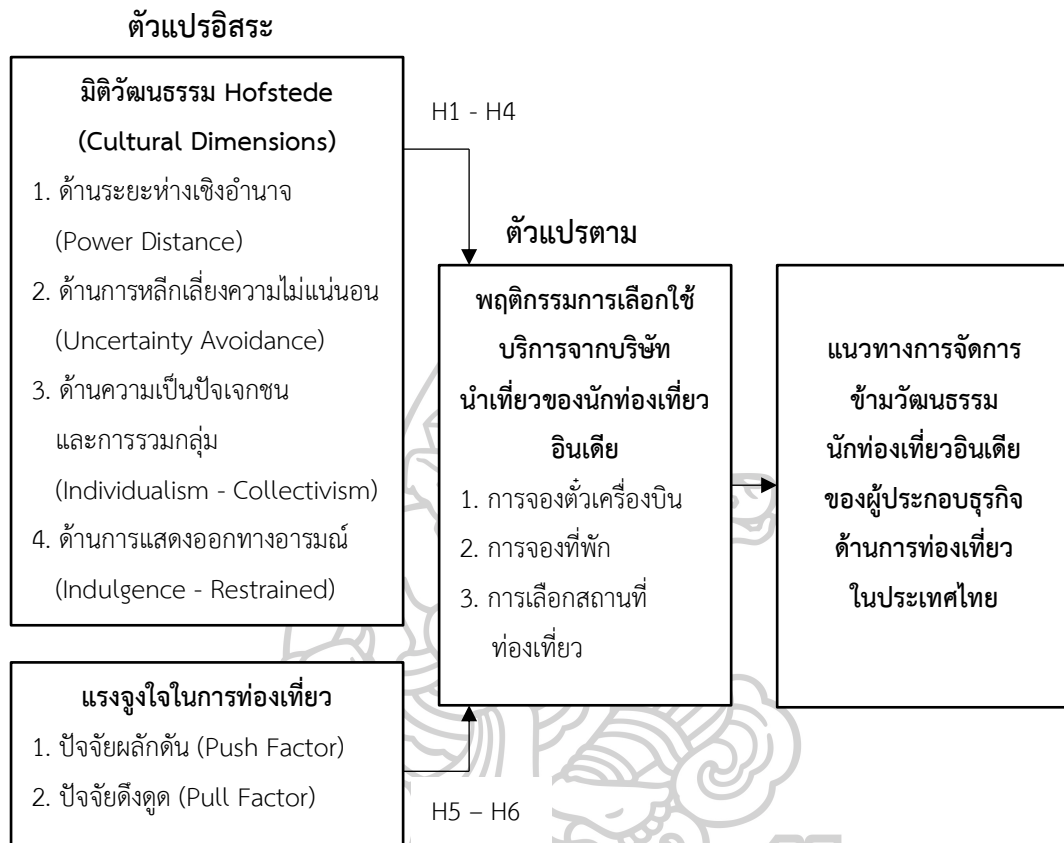 ตัวแปรอิสระ
มิติวัฒนธรรม Hofstede
(Cultural Dimensions)
1. ด้านระยะห่างเชิงอำนาจ
(Power Distance)
2. ด้านการหลีกเลี่ยงความไม่แน่นอน
(Uncertainty Avoidance)
3. ด้านความเป็นปัจเจกชน
และการรวมกลุ่ม
(Individualism - Collectivism)
4. ด้านการแสดงออกทางอารมณ์
(Indulgence - Restrained)
H1 - H4
แรงจูงใจในการท่องเที่ยว
1. ปัจจัยผลักดัน (Push Factor)
2. ปัจจัยดึงดูด (Pull Factor)
H5 – H6
ตัวแปรตาม
พฤติกรรมการเลือกใช้
บริการจากบริษัท
นำเที่ยวของนักท่องเที่ยว
อินเดีย
1. การจองตั๋วเครื่องบิน
2. การจองที่พัก
3. การเลือกสถานที่
ท่องเที่ยว
แนวทางการจัดการ
ข้ามวัฒนธรรม
นักท่องเที่ยวอินเดีย
ของผู้ประกอบธุรกิจ
ด้านการท่องเที่ยว
ในประเทศไทย